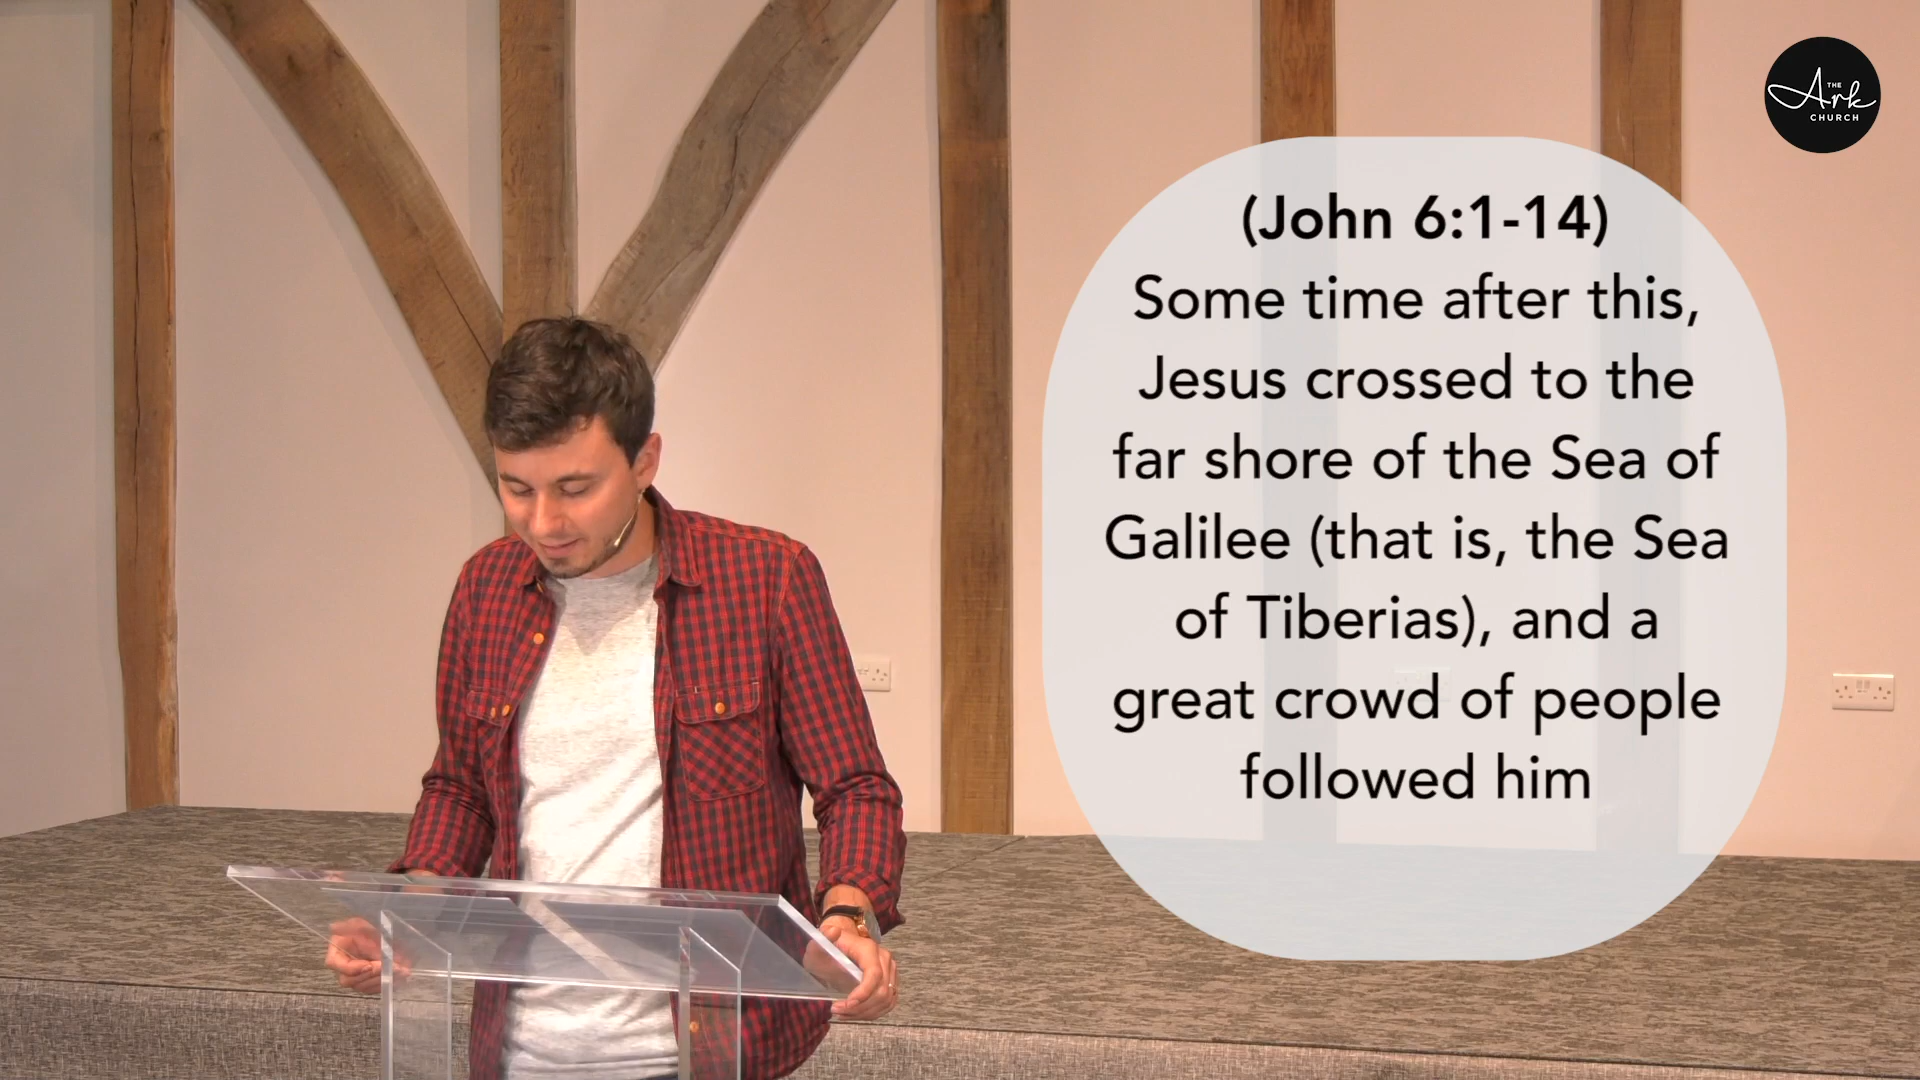 THE
Ark
CHURCH
(John 6:1-14)
Some time after this,
Jesus crossed to the
far shore of the Sea of
Galilee (that is, the Sea
of Tiberias), and a
great crowd of people
followed him